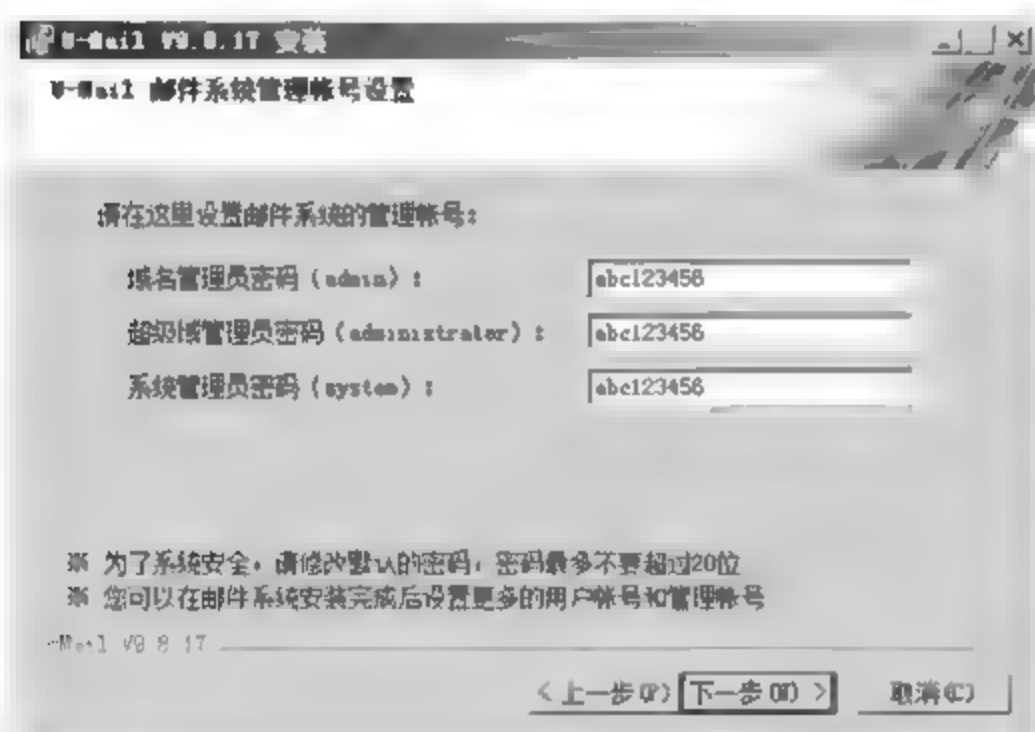 U-Mail V9.8.17 安装
U-Mail 邮件系统管理帐号设置
请在这里设置邮件系统的管理帐号:
域名管理员密码 (admin) : abc123456
超级域管理员密码 (administrator) : abc123456
系统管理员密码 (system) : abc123456
※ 为了系统安全,请修改默认的密码,密码最多不要超过20位
※ 您可以在邮件系统安装完成后设置更多的用户帐号和管理帐号
-Mail V9.8.17
< 上一步(P) 下一步(N) > 取消(C)